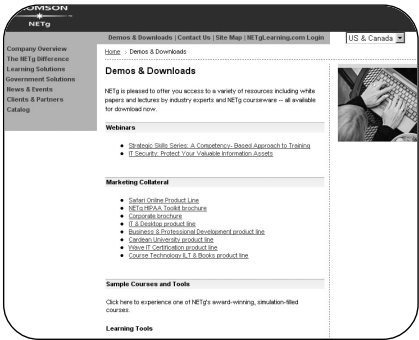 THOMSON
NETg
Demos & Downloads | Contact Us | Site Map | NETgLearning.com Login
US & Canada
Company Overview
The NETg Difference
Learning Solutions
Government Solutions
News & Events
Clients & Partners
Catalog
Home : Demos & Downloads
Demos & Downloads
NETg is pleased to offer you access to a variety of resources including white
papers and lectures by industry experts and NETg courseware -- all available
for download now.
Webinars
Strategic Skills Series: A Competency- Based Approach to Training
IT Security: Protect Your Valuable Information Assets
Marketing Collateral
Safari Online Product Line
NETg HIPAA Toolkit brochure
Corporate brochure
IT & Desktop product line
Business & Professional Development product line
Cardean University product line
Wave IT Certification product line
Course Technology ILT & Books product line
Sample Courses and Tools
Click here to experience one of NETg's award-winning, simulation-filled
courses.
Learning Tools